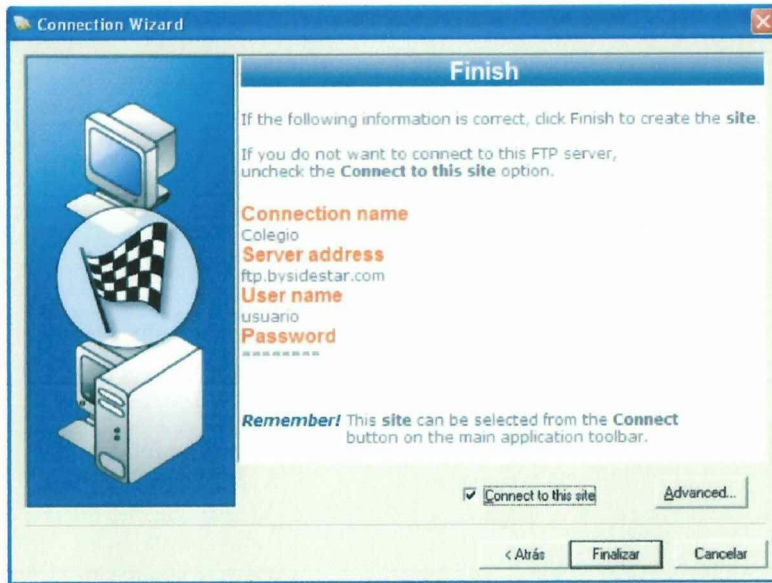 Connection Wizard
Finish
If the following information is correct, click Finish to create the site.
If you do not want to connect to this FTP server,
uncheck the Connect to this site option.
Connection name
Colegio
Server address
ftp.bysidestar.com
User name
usuario
Password
********
Remember! This site can be selected from the Connect
button on the main application toolbar.
Connect to this site
Advanced...
< Atrás
Finalizar
Cancelar